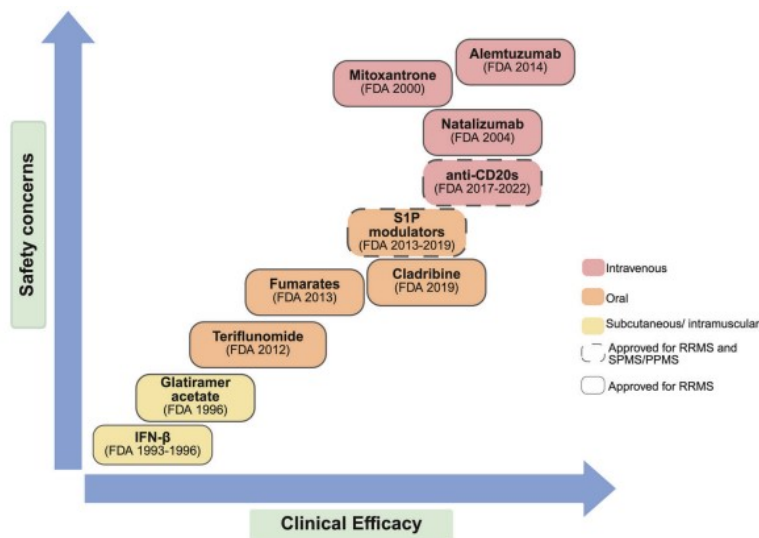 Alemtuzumab
(FDA 2014)
Mitoxantrone
(FDA 2000)
Natalizumab
(FDA 2004)
anti-CD20s
(FDA 2017-2022)
S1P
modulators
(FDA 2013-2019)
Cladribine
(FDA 2019)
Fumarates
(FDA 2013)
Teriflunomide
(FDA 2012)
Glatiramer
acetate
(FDA 1996)
IFN-β
(FDA 1993-1996)
Safety concerns
Clinical Efficacy
Intravenous
Oral
Subcutaneous/ intramuscular
Approved for RRMS and
SPMS/PPMS
Approved for RRMS